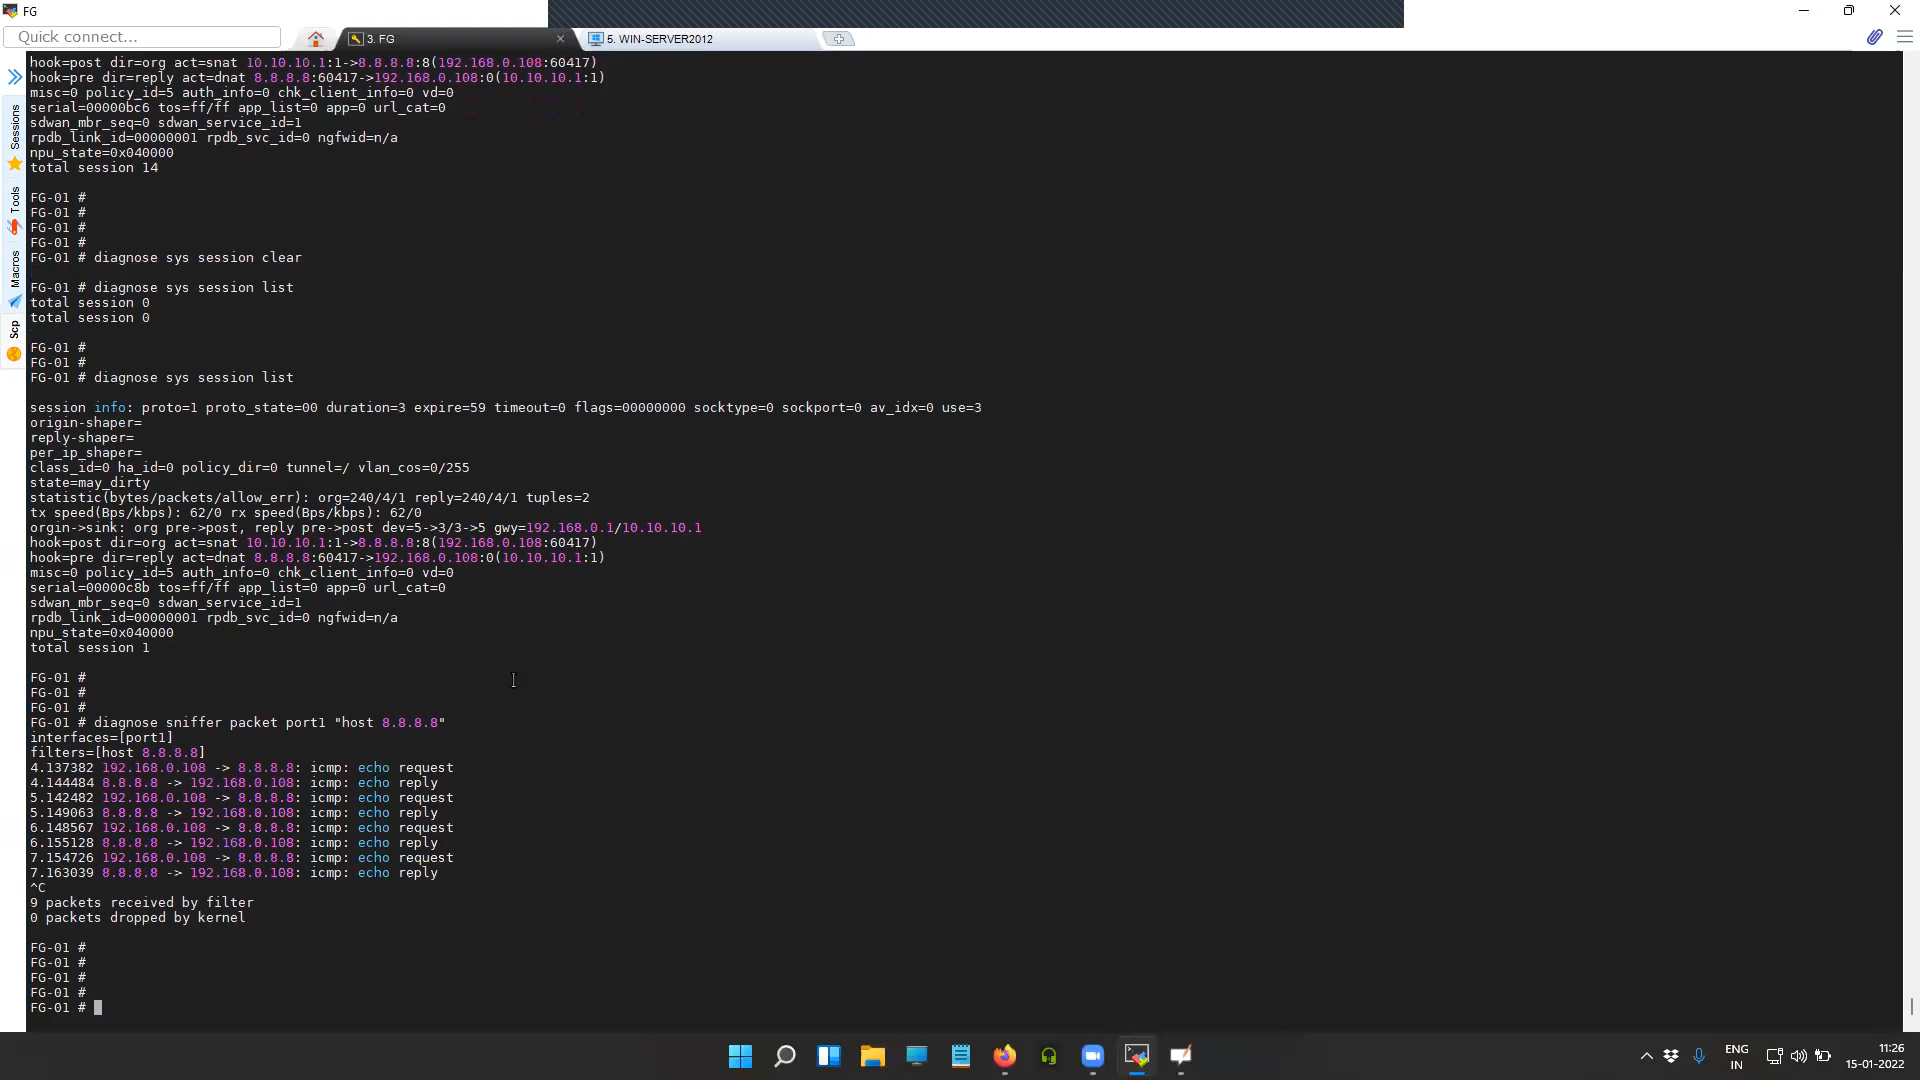 FG
Quick connect...
3. FG
5. WIN-SERVER2012
Sessions
Tools
Macros
Scp
hook=post dir=org act=snat 10.10.10.1:1->8.8.8.8:8(192.168.0.108:60417)
hook=pre dir=reply act=dnat 8.8.8.8:60417->192.168.0.108:0(10.10.10.1:1)
misc=0 policy_id=5 auth_info=0 chk_client_info=0 vd=0
serial=00000bc6 tos=ff/ff app_list=0 app=0 url_cat=0
sdwan_mbr_seq=0 sdwan_service_id=1
rpdb_link_id=00000001 rpdb_svc_id=0 ngfwid=n/a
npu_state=0x040000
total session 14
FG-01 #
FG-01 #
FG-01 #
FG-01 #
FG-01 # diagnose sys session clear
FG-01 # diagnose sys session list
total session 0
total session 0
FG-01 #
FG-01 #
FG-01 # diagnose sys session list
session info: proto=1 proto_state=00 duration=3 expire=59 timeout=0 flags=00000000 socktype=0 sockport=0 av_idx=0 use=3
origin-shaper=
reply-shaper=
per_ip_shaper=
class_id=0 ha_id=0 policy_dir=0 tunnel=/ vlan_cos=0/255
state=may_dirty
statistic(bytes/packets/allow_err): org=240/4/1 reply=240/4/1 tuples=2
tx speed(Bps/kbps): 62/0 rx speed(Bps/kbps): 62/0
orgin->sink: org pre->post, reply pre->post dev=5->3/3->5 gwy=192.168.0.1/10.10.10.1
hook=post dir=org act=snat 10.10.10.1:1->8.8.8.8:8(192.168.0.108:60417)
hook=pre dir=reply act=dnat 8.8.8.8:60417->192.168.0.108:0(10.10.10.1:1)
misc=0 policy_id=5 auth_info=0 chk_client_info=0 vd=0
serial=00000c8b tos=ff/ff app_list=0 app=0 url_cat=0
sdwan_mbr_seq=0 sdwan_service_id=1
rpdb_link_id=00000001 rpdb_svc_id=0 ngfwid=n/a
npu_state=0x040000
total session 1
FG-01 #
FG-01 #
FG-01 #
FG-01 # diagnose sniffer packet port1 "host 8.8.8.8"
interfaces=[port1]
filters=[host 8.8.8.8]
4.137382 192.168.0.108 -> 8.8.8.8: icmp: echo request
4.144484 8.8.8.8 -> 192.168.0.108: icmp: echo reply
5.142482 192.168.0.108 -> 8.8.8.8: icmp: echo request
5.149063 8.8.8.8 -> 192.168.0.108: icmp: echo reply
6.148567 192.168.0.108 -> 8.8.8.8: icmp: echo request
6.155128 8.8.8.8 -> 192.168.0.108: icmp: echo reply
7.154726 192.168.0.108 -> 8.8.8.8: icmp: echo request
7.163039 8.8.8.8 -> 192.168.0.108: icmp: echo reply
^C
9 packets received by filter
0 packets dropped by kernel
FG-01 #
FG-01 #
FG-01 #
FG-01 #
FG-01 #
ENG
IN
11:26
15-01-2022